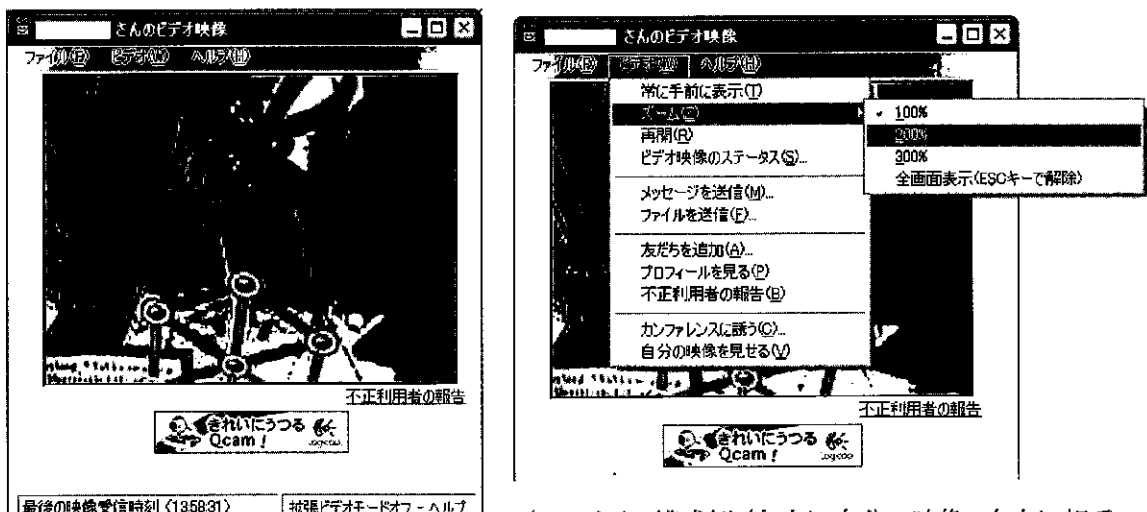 さんのビデオ映像
ファイル(F) ビデオ(V) ヘルプ(H)
不正利用者の報告
きれいにうつる
Qcam!
最後の映像受信時刻 (13:58:31) 拡張ビデオモードオフ - ヘルプ
さんのビデオ映像
ファイル(F) ビデオ(V) ヘルプ(H)
常に手前に表示(T)
ズーム(Z)
再開(R)
ビデオ映像のステータス(S)...
メッセージを送信(M)...
ファイルを送信(F)...
友だちを追加(A)...
プロフィールを見る(P)
不正利用者の報告(B)
カンファレンスに誘う(C)...
自分の映像を見せる(V)
100%
200%
300%
全画面表示(ESCキーで解除)
不正利用者の報告
きれいにうつる
Qcam!